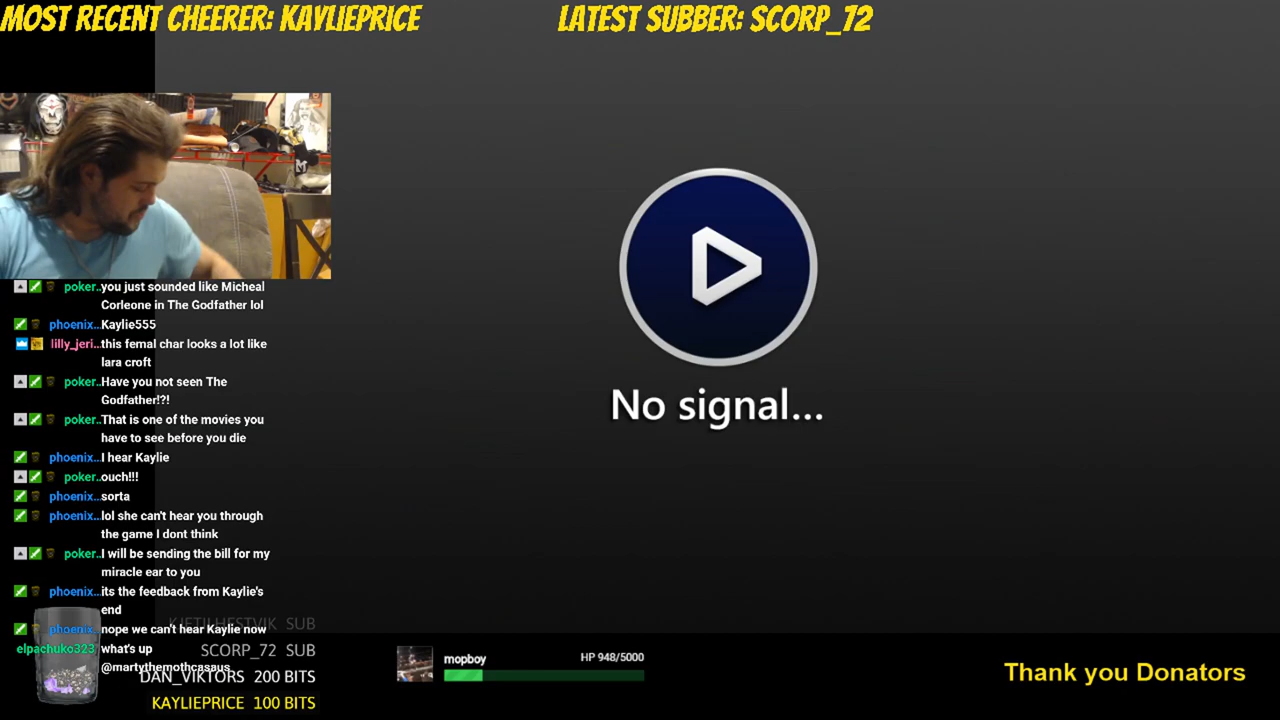 MOST RECENT CHEERER: KAYLIEPRICE
LATEST SUBBER: SCORP_72
poker..you just sounded like Micheal
Corleone in The Godfather lol
phoenix...Kaylie555
lilly_jeri...this femal char looks a lot like
lara croft
poker..Have you not seen The
Godfather!?!
poker..That is one of the movies you
have to see before you die
phoenix...I hear Kaylie
poker..ouch!!!
phoenix...sorta
phoenix...lol she can't hear you through
the game I dont think
poker..I will be sending the bill for my
miracle ear to you
phoenix...its the feedback from Kaylie's
end
phoenix...nope we can't hear Kaylie now
elpachuko323: what's up
@martythemothcasaus
No signal...
KJETILHESTVIK SUB
SCORP_72 SUB
DAN_VIKTORS 200 BITS
KAYLIEPRICE 100 BITS
mopboy
HP 948/5000
Thank you Donators